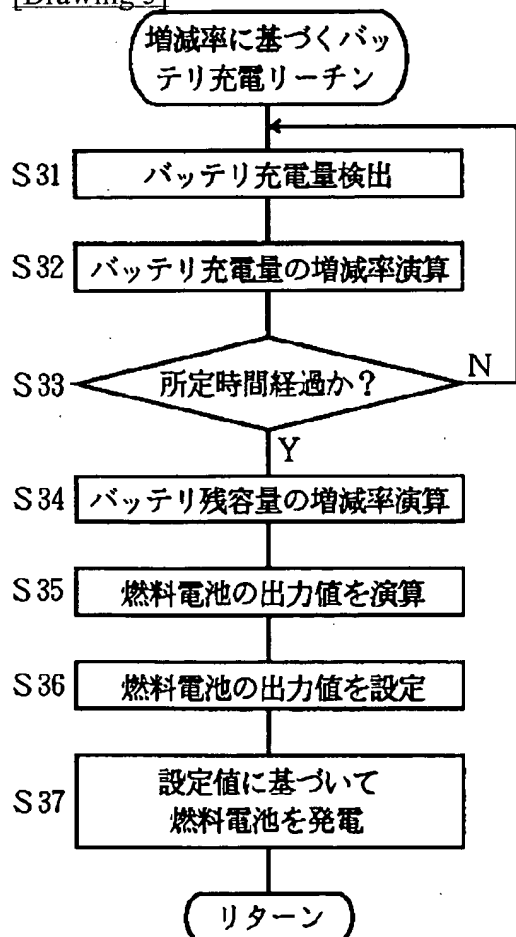 増減率に基づくバッ
テリ充電リーチン
S31
バッテリ充電量検出
S32
バッテリ充電量の増減率演算
S33
所定時間経過か？
N
Y
S34
バッテリ残容量の増減率演算
S35
燃料電池の出力値を演算
S36
燃料電池の出力値を設定
S37
設定値に基づいて
燃料電池を発電
リターン